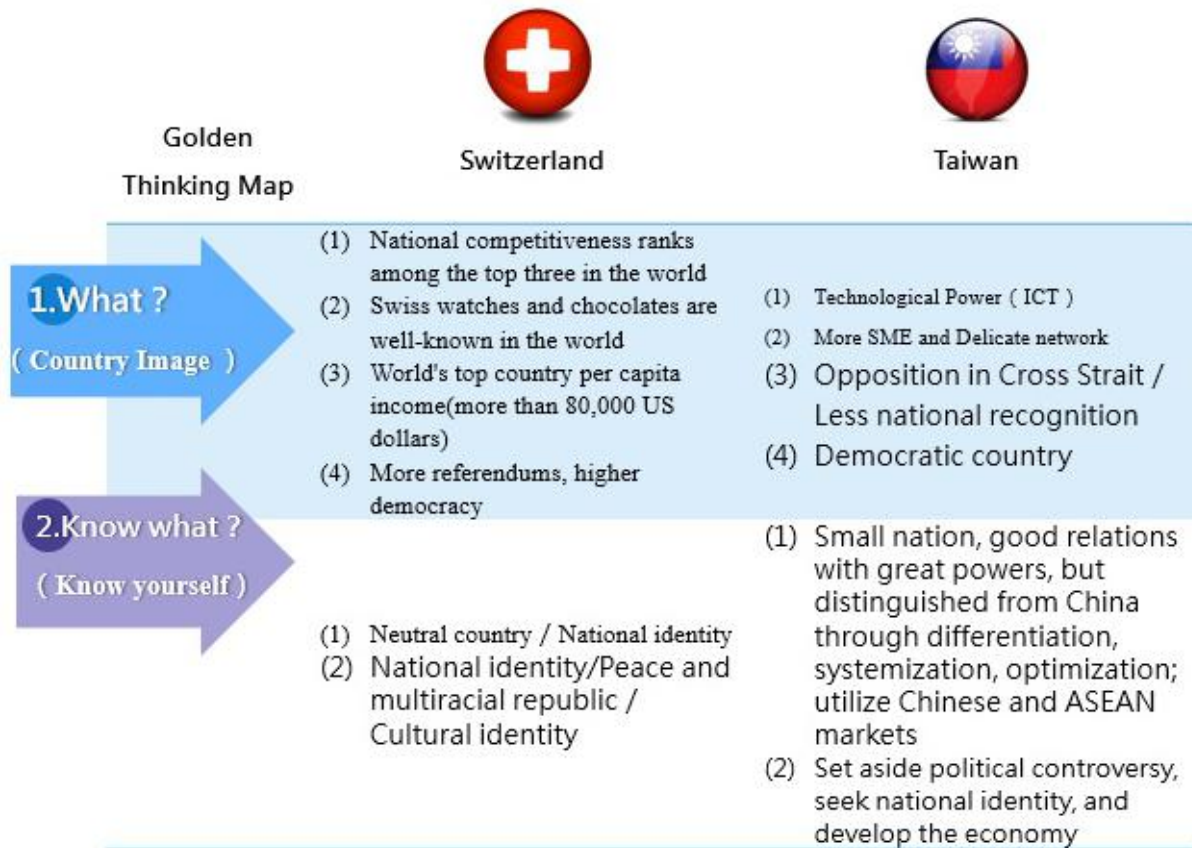 Golden
Thinking Map
Switzerland
Taiwan
1.What？
（ Country Image ）
(1) National competitiveness ranks
among the top three in the world
(2) Swiss watches and chocolates are
well-known in the world
(3) World's top country per capita
income(more than 80,000 US
dollars)
(4) More referendums, higher
democracy
(1) Technological Power（ICT）
(2) More SME and Delicate network
(3) Opposition in Cross Strait /
Less national recognition
(4) Democratic country
2.Know what？
（ Know yourself ）
(1) Neutral country / National identity
(2) National identity/Peace and
multiracial republic /
Cultural identity
(1) Small nation, good relations
with great powers, but
distinguished from China
through differentiation,
systemization, optimization;
utilize Chinese and ASEAN
markets
(2) Set aside political controversy,
seek national identity, and
develop the economy